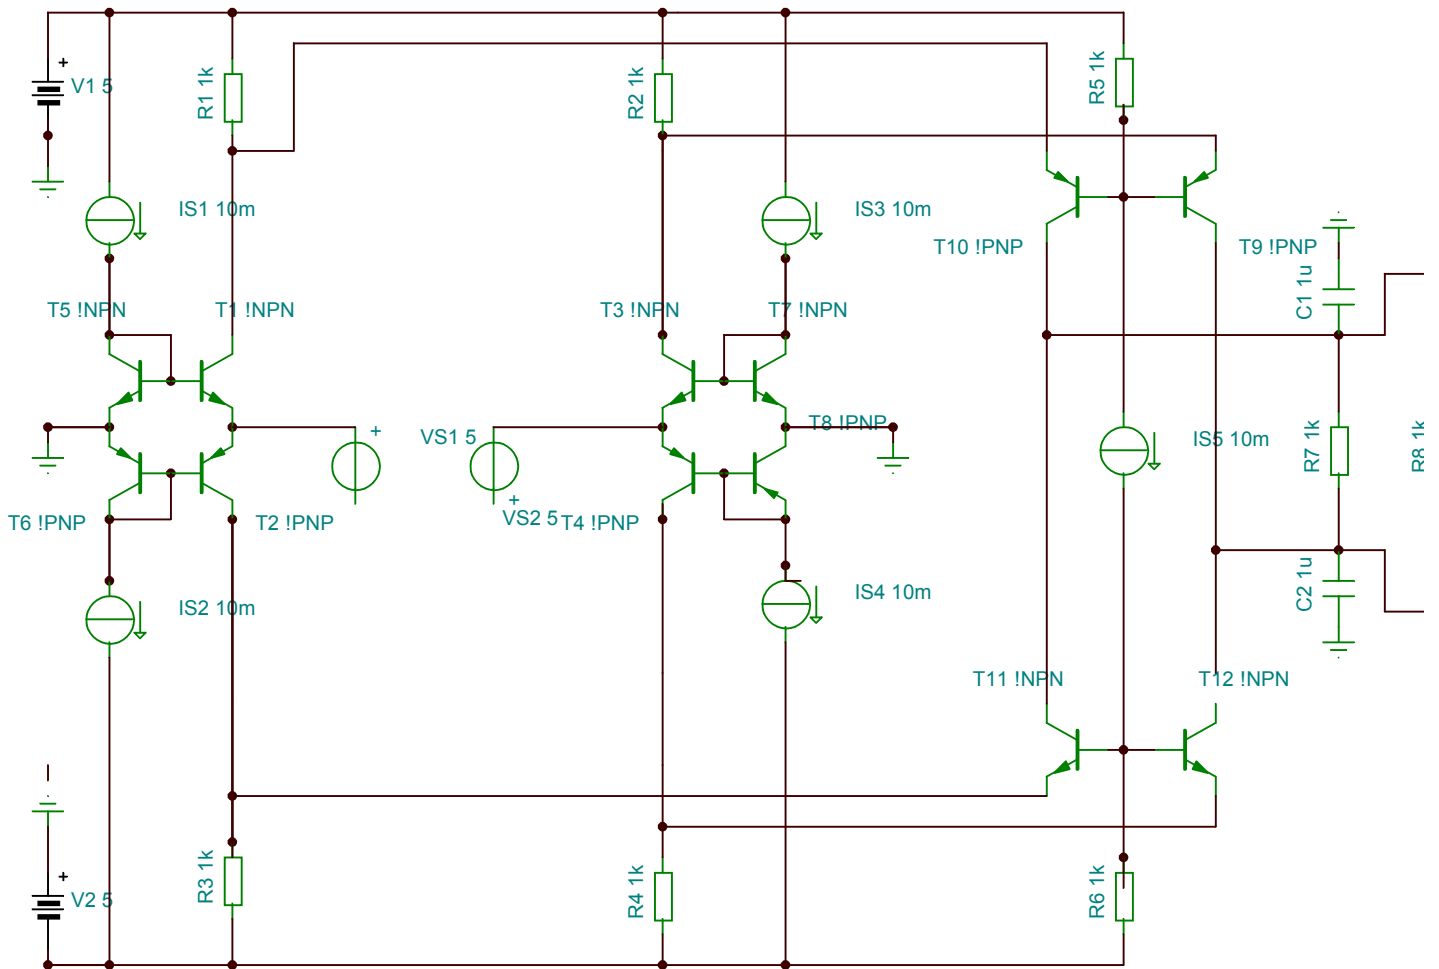 +
V1 5
R1 1k
R2 1k
R5 1k
IS1 10m
IS3 10m
T10 !PNP
T9 !PNP
C1 1u
T5 !NPN
T1 !NPN
T3 !NPN
T7 !NPN
T8 !PNP
+
VS1 5
IS5 10m
R7 1k
R8 1k
+
VS2 5
T6 !PNP
T2 !PNP
T4 !PNP
IS2 10m
IS4 10m
C2 1u
T11 !NPN
T12 !NPN
+
V2 5
R3 1k
R4 1k
R6 1k